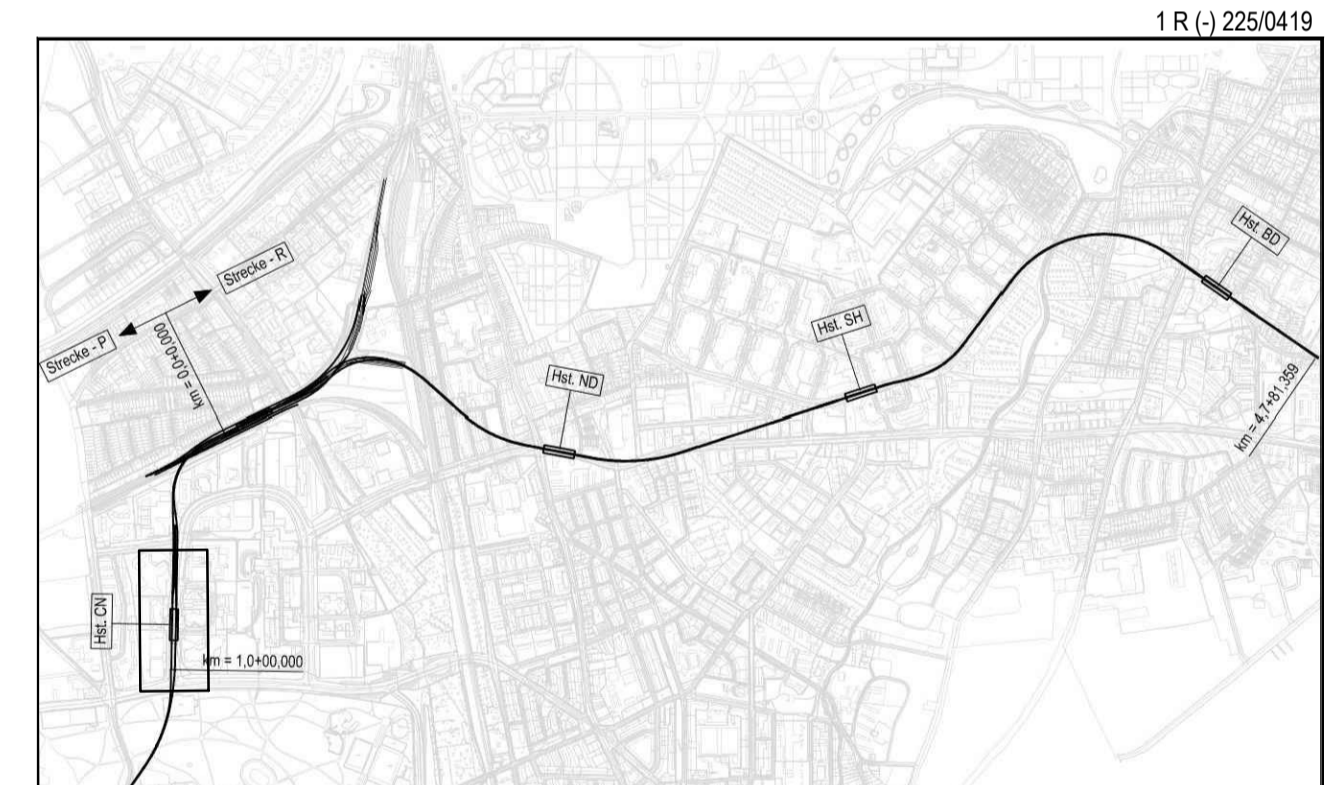 1 R (-) 225/0419
Hst. BD
Strecke - R
Strecke - P
km = 0,0+0,000
Hst. SH
Hst. ND
km = 4,7+81,359
Hst. CN
km = 1,0+00,000